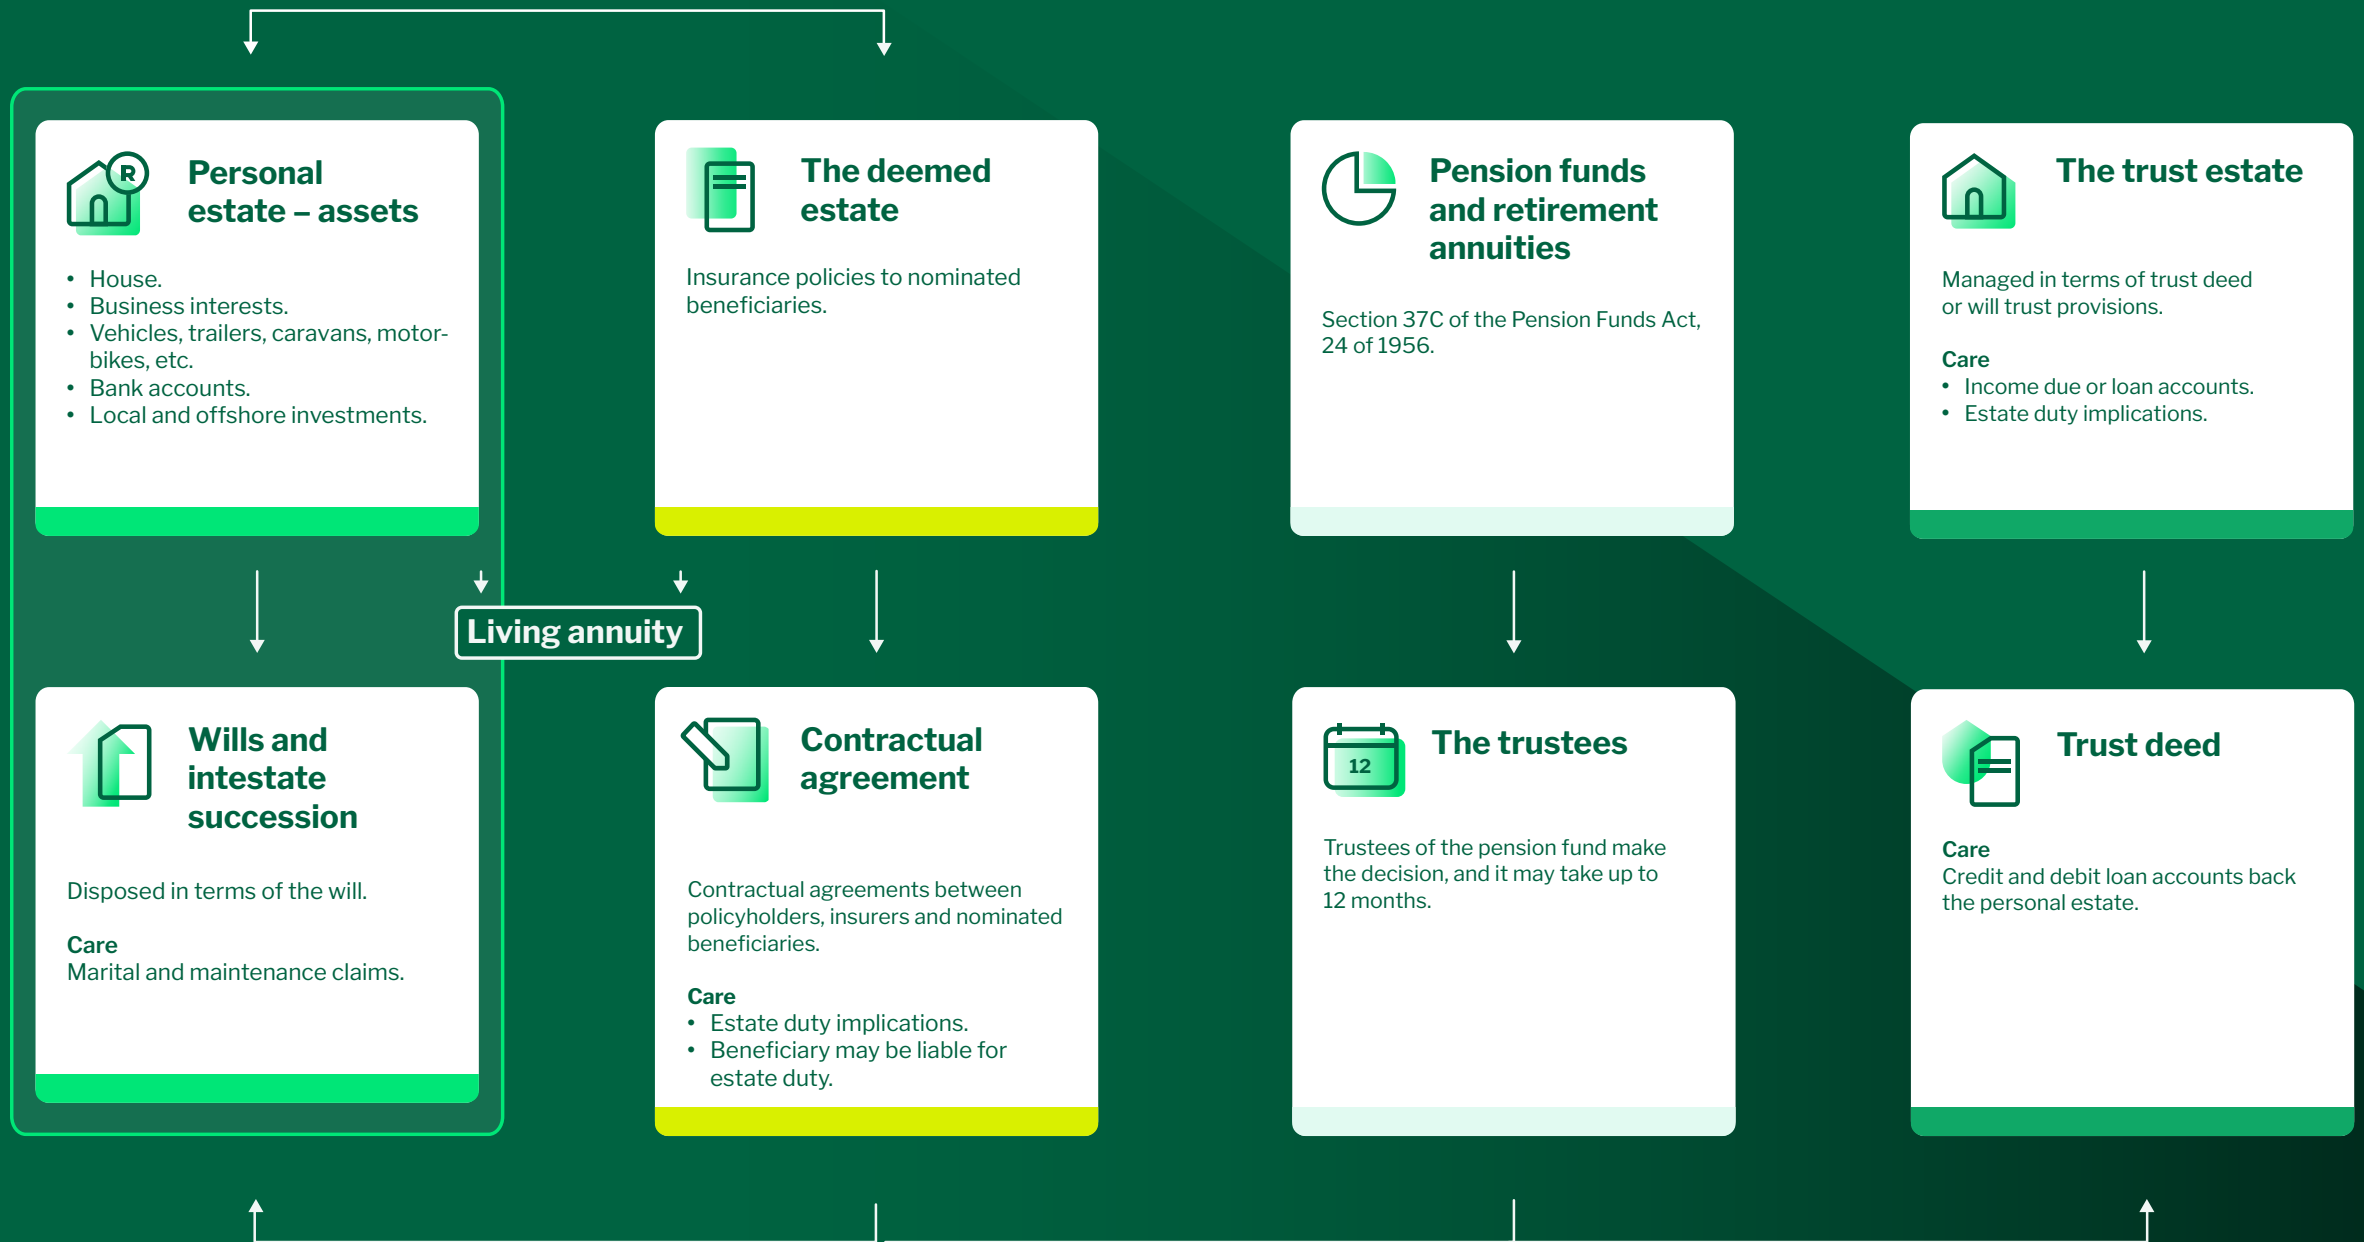 R
Personal
estate – assets
• House.
• Business interests.
• Vehicles, trailers, caravans, motor-
bikes, etc.
• Bank accounts.
• Local and offshore investments.
The deemed
estate
Insurance policies to nominated
beneficiaries.
Pension funds
and retirement
annuities
Section 37C of the Pension Funds Act,
24 of 1956.
The trust estate
Managed in terms of trust deed
or will trust provisions.
Care
• Income due or loan accounts.
• Estate duty implications.
Living annuity
Wills and
intestate
succession
Disposed in terms of the will.
Care
Marital and maintenance claims.
Contractual
agreement
Contractual agreements between
policyholders, insurers and nominated
beneficiaries.
Care
• Estate duty implications.
• Beneficiary may be liable for
estate duty.
12
The trustees
Trustees of the pension fund make
the decision, and it may take up to
12 months.
Trust deed
Care
Credit and debit loan accounts back
the personal estate.